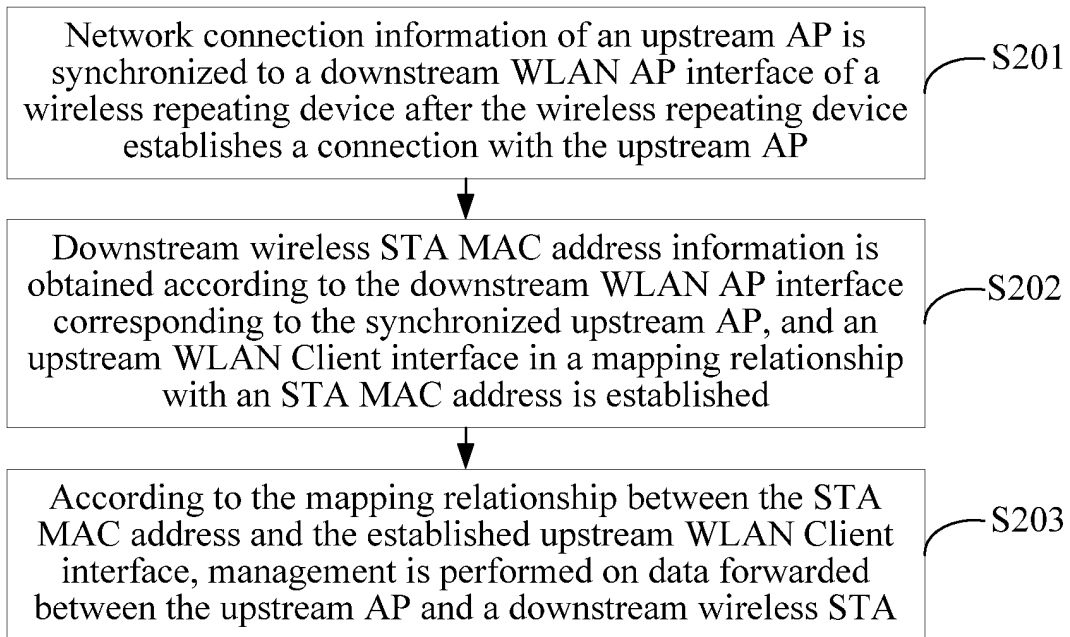 Network connection information of an upstream AP is
synchronized to a downstream WLAN AP interface of a
wireless repeating device after the wireless repeating device
establishes a connection with the upstream AP
S201
Downstream wireless STA MAC address information is
obtained according to the downstream WLAN AP interface
corresponding to the synchronized upstream AP, and an
upstream WLAN Client interface in a mapping relationship
with an STA MAC address is established
S202
According to the mapping relationship between the STA
MAC address and the established upstream WLAN Client
interface, management is performed on data forwarded
between the upstream AP and a downstream wireless STA
S203